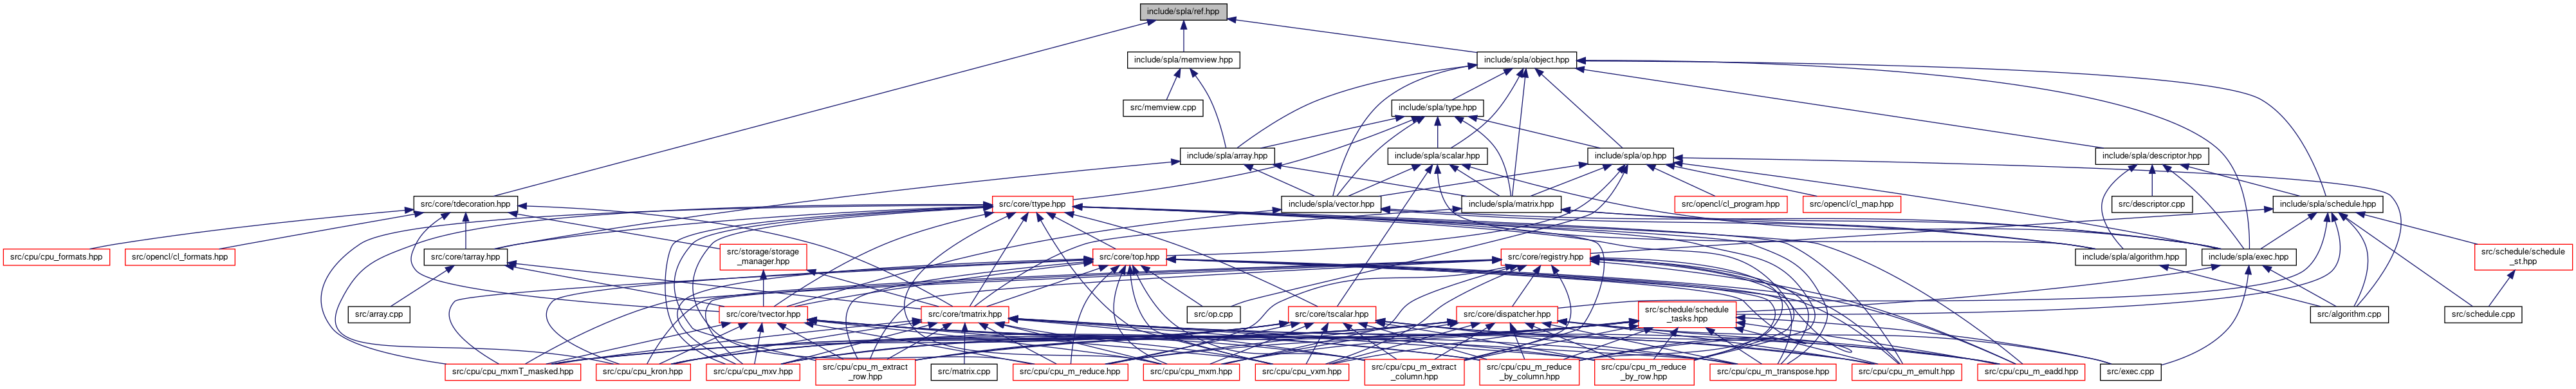 include/spla/ref.hpp
include/spla/memview.hpp
include/spla/object.hpp
src/memview.cpp
include/spla/type.hpp
include/spla/array.hpp
include/spla/scalar.hpp
include/spla/op.hpp
include/spla/descriptor.hpp
src/core/tdecoration.hpp
src/core/ttype.hpp
include/spla/vector.hpp
include/spla/matrix.hpp
src/opencl/cl_program.hpp
src/opencl/cl_map.hpp
src/descriptor.cpp
include/spla/schedule.hpp
src/cpu/cpu_formats.hpp
src/opencl/cl_formats.hpp
src/core/tarray.hpp
src/storage/storage
_manager.hpp
src/core/top.hpp
src/core/registry.hpp
include/spla/algorithm.hpp
include/spla/exec.hpp
src/schedule/schedule
_st.hpp
src/array.cpp
src/core/tvector.hpp
src/core/tmatrix.hpp
src/op.cpp
src/core/tscalar.hpp
src/core/dispatcher.hpp
src/schedule/schedule
_tasks.hpp
src/algorithm.cpp
src/schedule.cpp
src/cpu/cpu_mxmT_masked.hpp
src/cpu/cpu_kron.hpp
src/cpu/cpu_mxv.hpp
src/cpu/cpu_m_extract
_row.hpp
src/matrix.cpp
src/cpu/cpu_m_reduce.hpp
src/cpu/cpu_mxm.hpp
src/cpu/cpu_vxm.hpp
src/cpu/cpu_m_extract
_column.hpp
src/cpu/cpu_m_reduce
_by_column.hpp
src/cpu/cpu_m_reduce
_by_row.hpp
src/cpu/cpu_m_transpose.hpp
src/cpu/cpu_m_emult.hpp
src/cpu/cpu_m_eadd.hpp
src/exec.cpp